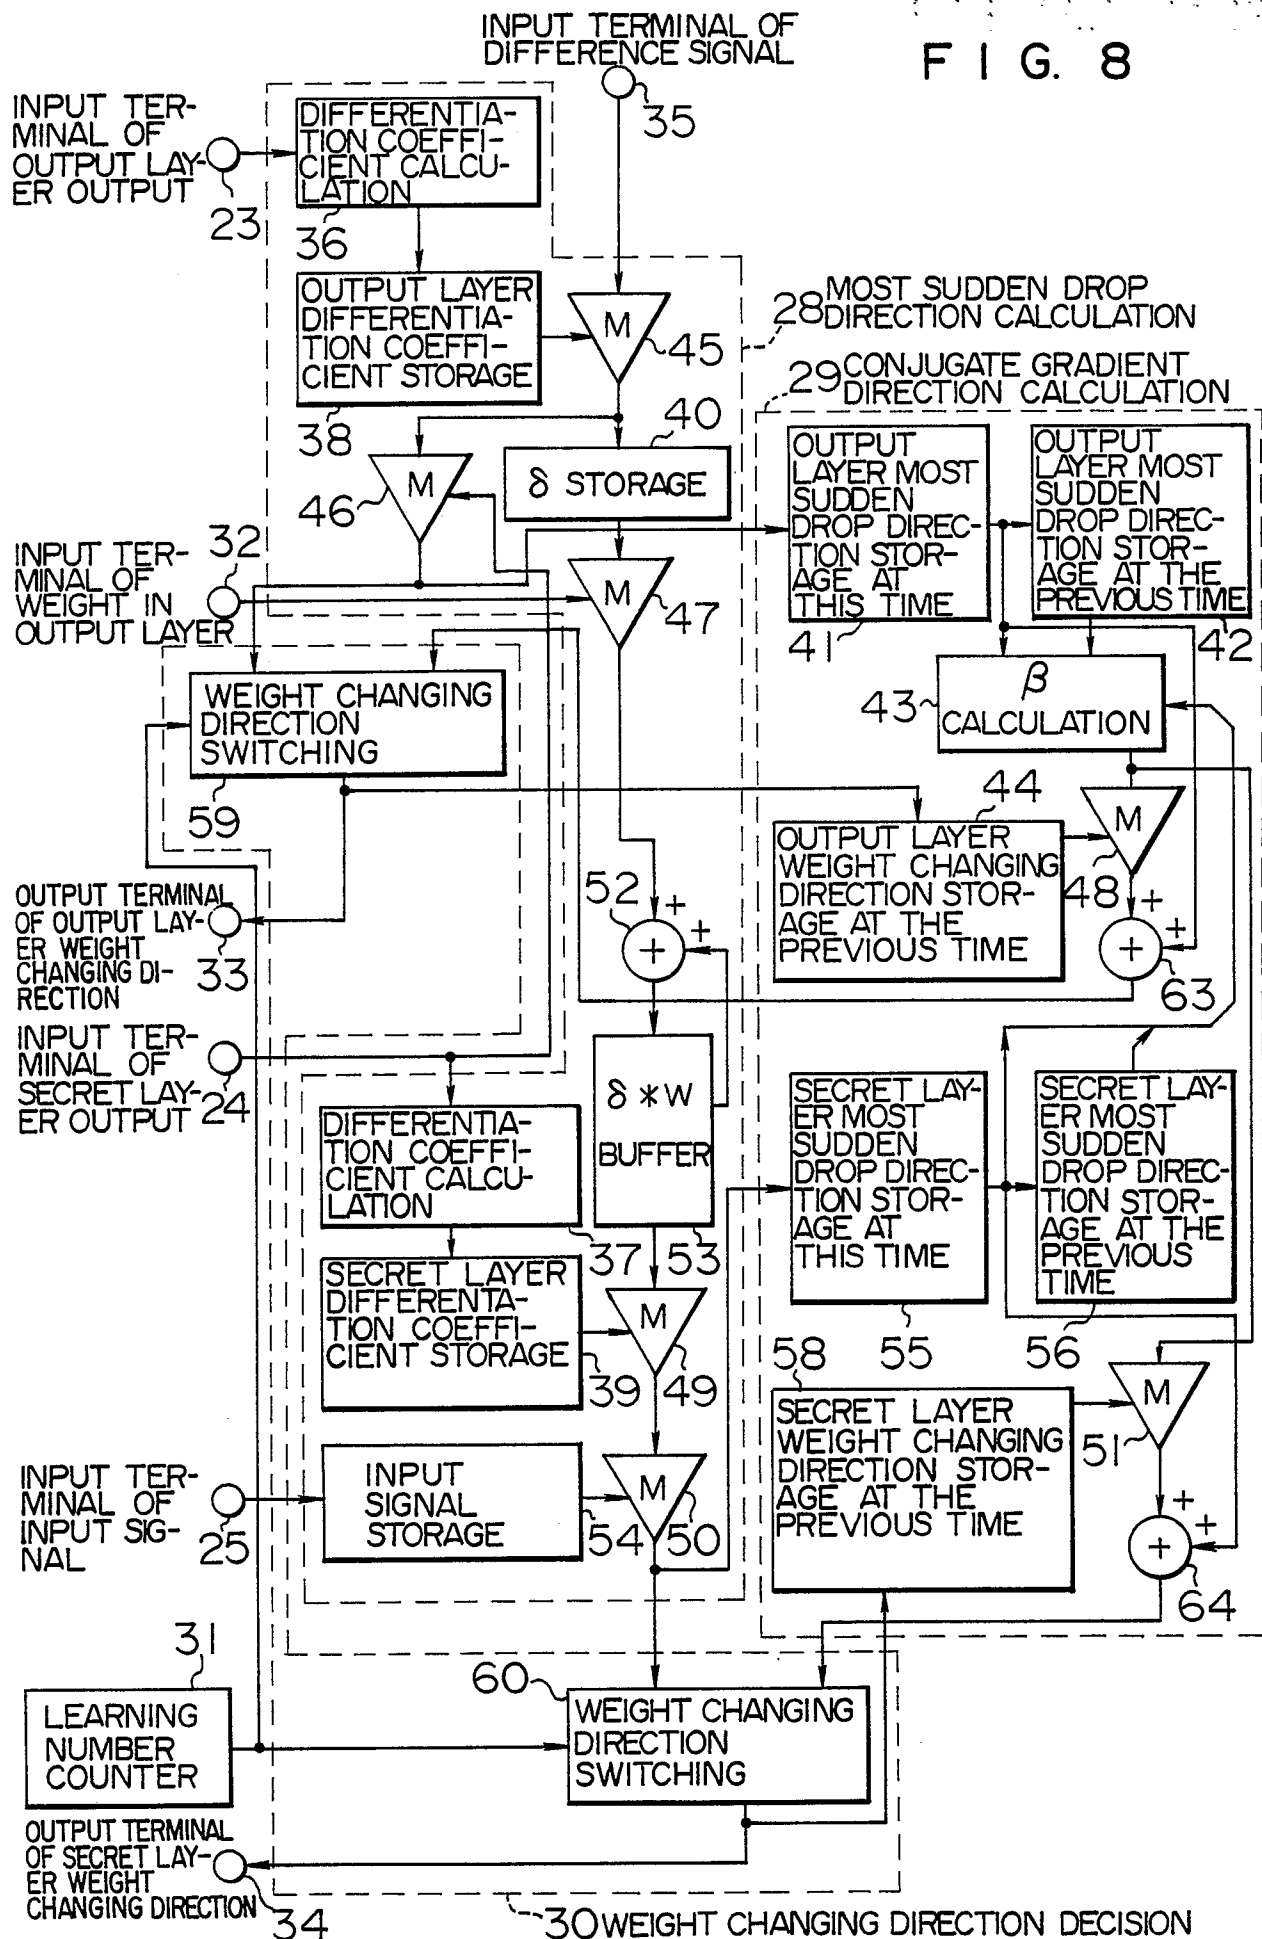 INPUT TERMINAL OF
DIFFERENCE SIGNAL
F I G. 8
35
INPUT TER-
MINAL OF
OUTPUT LAY-
ER OUTPUT
23
DIFFERENTIA-
TION COEFFI-
CIENT CALCU-
LATION
36
OUTPUT LAYER
DIFFERENTIA-
TION COEFFI-
CIENT STORAGE
38
M
45
28 MOST SUDDEN DROP
DIRECTION CALCULATION
29 CONJUGATE GRADIENT
DIRECTION CALCULATION
40
δ STORAGE
M
46
OUTPUT
LAYER MOST
SUDDEN
DROP DIREC-
TION STOR-
AGE AT
THIS TIME
41
OUTPUT
LAYER MOST
SUDDEN
DROP DIREC-
TION STOR-
AGE AT THE
PREVIOUS TIME
42
INPUT TER-
MINAL OF
WEIGHT IN
OUTPUT LAYER
32
M
47
β
CALCULATION
43
WEIGHT CHANGING
DIRECTION
SWITCHING
59
44
OUTPUT LAYER
WEIGHT CHANGING
DIRECTION STOR-
AGE AT THE
PREVIOUS TIME
M
48
+
+
+
63
OUTPUT TERMINAL
OF OUTPUT LAY-
ER WEIGHT
CHANGING DI-
RECTION
33
52
+
+
+
INPUT TER-
MINAL OF
SECRET LAY-
ER OUTPUT
24
δ *W
BUFFER
53
DIFFERENTIA-
TION COEFFI-
CIENT CALCU-
LATION
37
SECRET LAY-
ER MOST
SUDDEN
DROP DIREC-
TION STOR-
AGE AT
THIS TIME
55
SECRET LAY-
ER MOST
SUDDEN
DROP DIREC-
TION STOR-
AGE AT THE
PREVIOUS
TIME
56
SECRET LAYER
DIFFERENTA-
TION COEFFI-
CIENT STORAGE
39
M
49
58
SECRET LAYER
WEIGHT CHANGING
DIRECTION STOR-
AGE AT THE
PREVIOUS TIME
M
51
+
+
+
64
INPUT TER-
MINAL OF
INPUT SIG-
NAL
25
INPUT
SIGNAL
STORAGE
54
M
50
31
LEARNING
NUMBER
COUNTER
60
WEIGHT CHANGING
DIRECTION
SWITCHING
OUTPUT TERMINAL
OF SECRET LAY-
ER WEIGHT
CHANGING DIRECTION
34
30 WEIGHT CHANGING DIRECTION DECISION